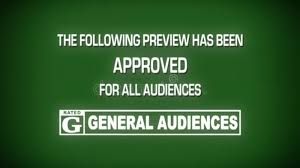 THE FOLLOWING PREVIEW HAS BEEN
APPROVED
FOR ALL AUDIENCES
RATED
G GENERAL AUDIENCES